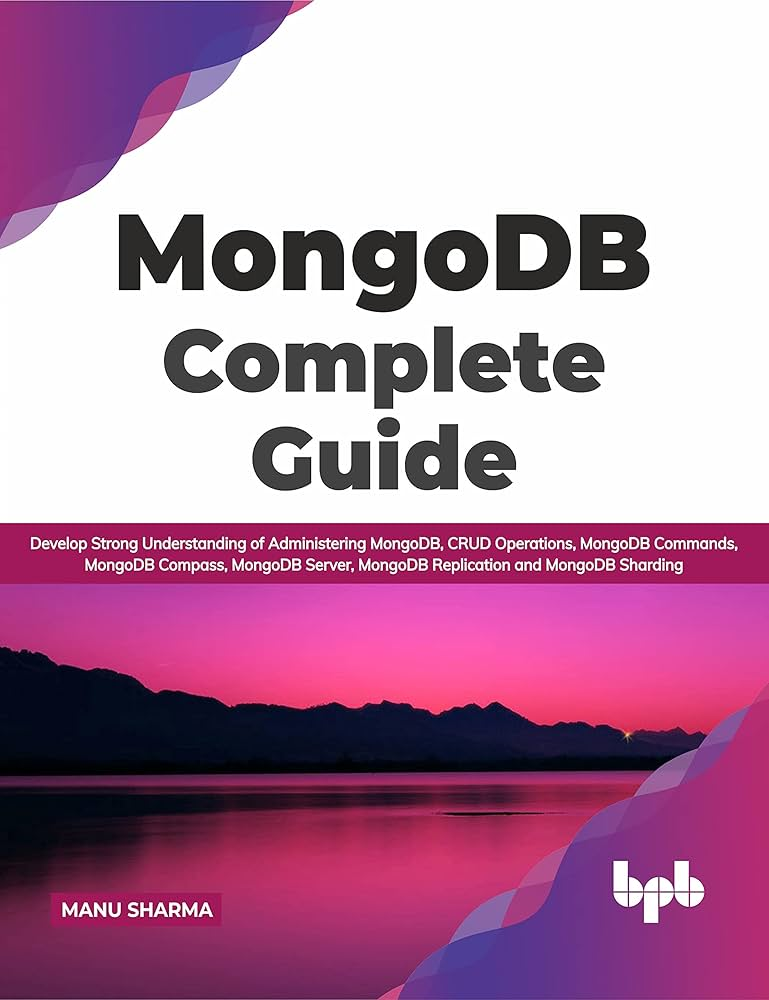 MongoDB
Complete
Guide
Develop Strong Understanding of Administering MongoDB, CRUD Operations, MongoDB Commands,
MongoDB Compass, MongoDB Server, MongoDB Replication and MongoDB Sharding
MANU SHARMA
bpb